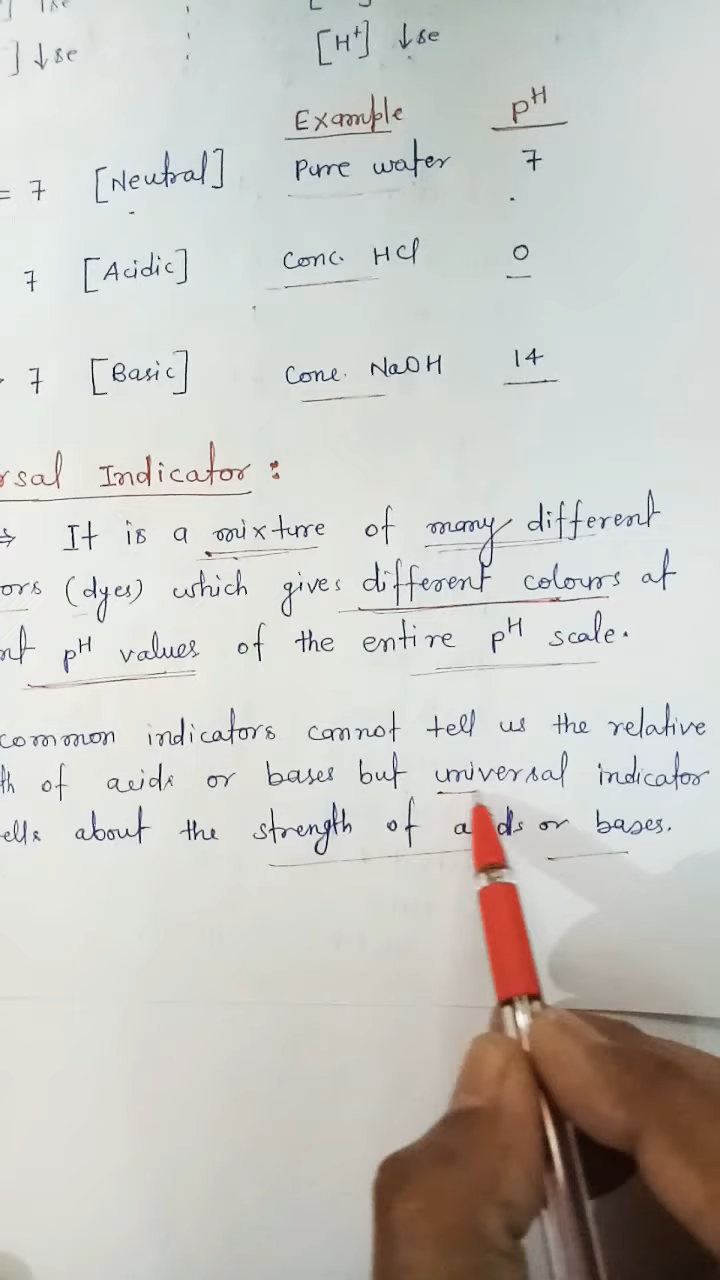 ] ↓se
[H⁺] ↓se
Example pH
= 7 [Neutral] Pure water 7
7 [Acidic] Conc. HCl 0
7 [Basic] Conc. NaOH 14
rsal Indicator :
⇒ It is a mixture of many different
ors (dyes) which gives different colours at
nt pH values of the entire pH scale.
common indicators cannot tell us the relative
th of acids or bases but universal indicator
ells about the strength of or bases.